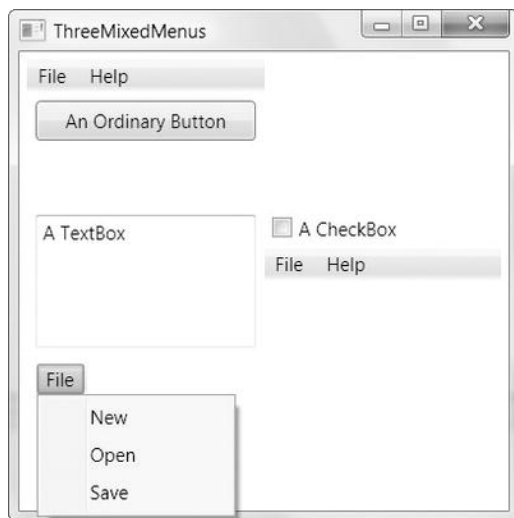 ThreeMixedMenus
File Help
An Ordinary Button
A TextBox
A CheckBox
File Help
File
New
Open
Save